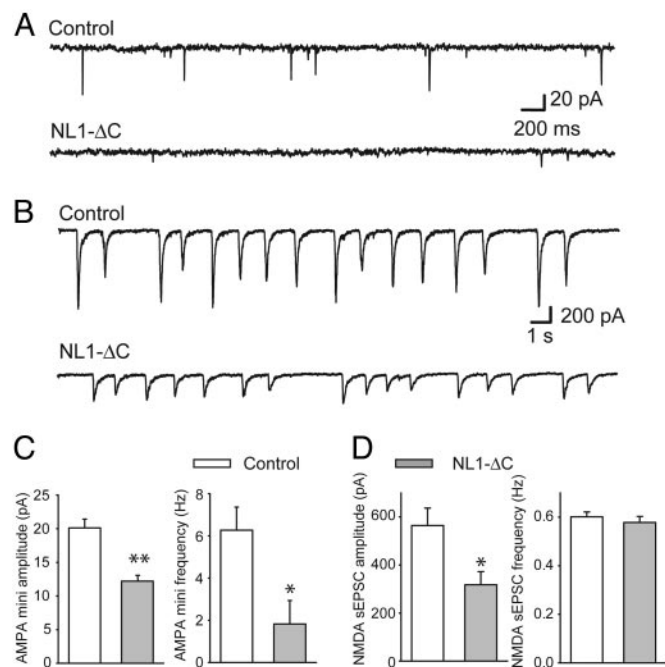 A
Control
20 pA
200 ms
NL1-ΔC
B
Control
200 pA
1 s
NL1-ΔC
C
Control
AMPA mini amplitude (pA)
25
20
15
10
5
0
**
AMPA mini frequency (Hz)
8
6
4
2
0
*
D
NL1-ΔC
NMDA sEPSC amplitude (pA)
600
400
200
0
*
NMDA sEPSC frequency (Hz)
0.6
0.4
0.2
0.0